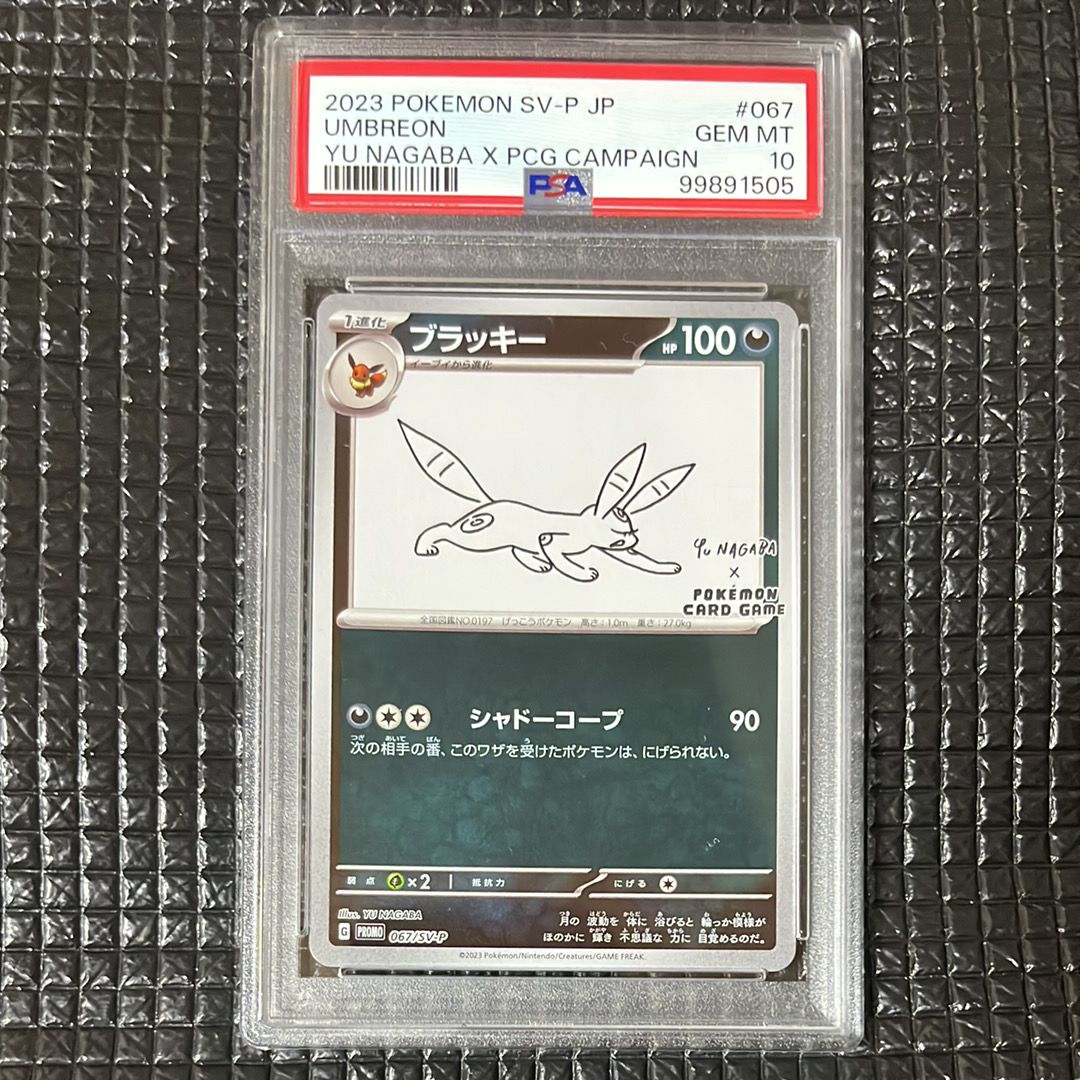 2023 POKEMON SV-P JP #067
UMBREON GEM MT
YU NAGABA X PCG CAMPAIGN 10
PSA 99891505
1進化 ブラッキー HP 100
イーブイから進化
Yu NAGABA
X
POKÉMON
CARD GAME
全国図鑑NO.0197 げっこうポケモン 高さ:1.0m 重さ:27.0kg
シャドーコープ 90
次の相手の番、このワザを受けたポケモンは、にげられない。
弱点 ×2 抵抗力 にげる
Illus. YU NAGABA
月の 波動を 体に 浴びると 輪っか模様が
ほのかに 輝き 不思議な 力に 目覚めるのだ。
G PROMO 067/SV-P
©2023 Pokémon/Nintendo/Creatures/GAME FREAK.